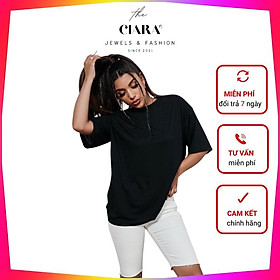 the
CIARA®
JEWELS & FASHION
SINCE 2021
MIỄN PHÍ
đổi trả 7 ngày
TƯ VẤN
miễn phí
CAM KẾT
chính hãng